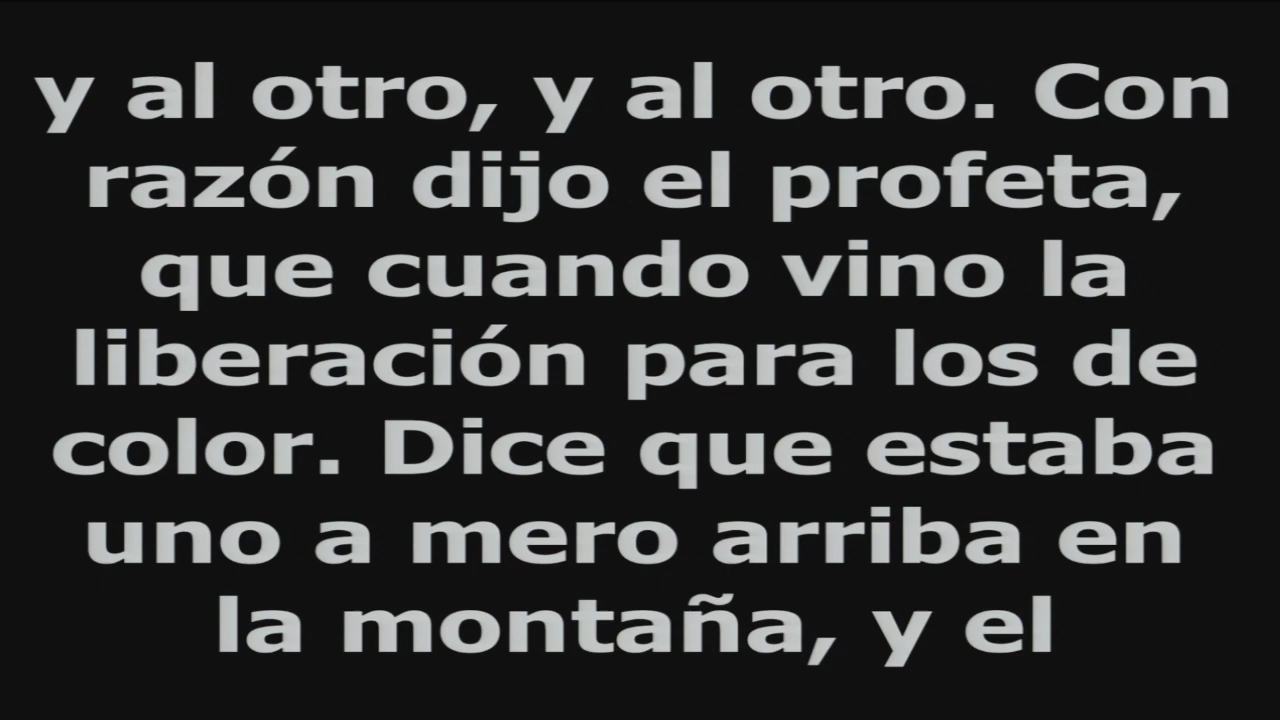 y al otro, y al otro. Con
razón dijo el profeta,
que cuando vino la
liberación para los de
color. Dice que estaba
uno a mero arriba en
la montaña, y el